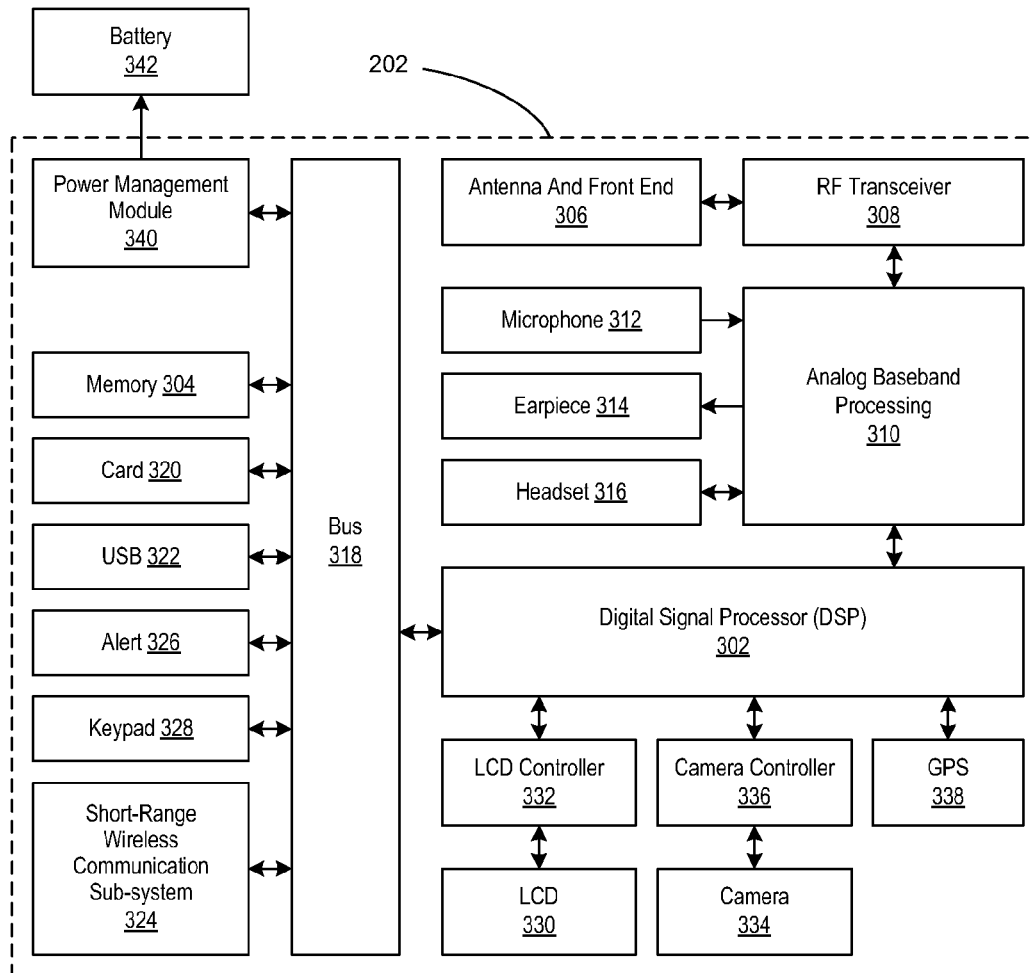 Battery
342
202
Power Management
Module
340
Antenna And Front End
306
RF Transceiver
308
Microphone 312
Earpiece 314
Headset 316
Analog Baseband
Processing
310
Memory 304
Card 320
USB 322
Alert 326
Keypad 328
Short-Range
Wireless
Communication
Sub-system
324
Bus
318
Digital Signal Processor (DSP)
302
LCD Controller
332
Camera Controller
336
GPS
338
LCD
330
Camera
334